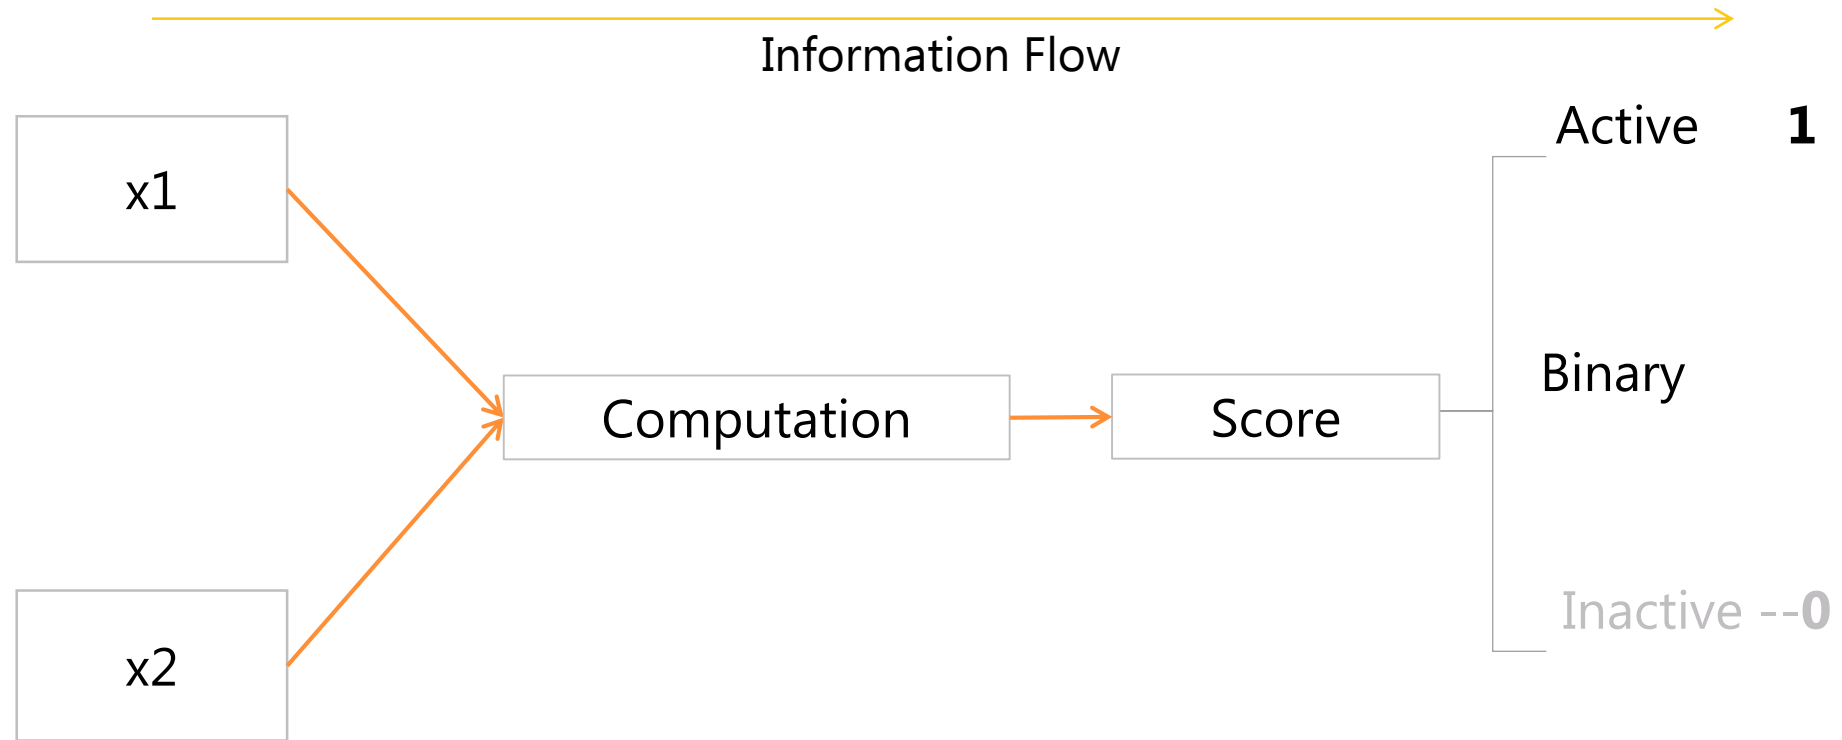 Information Flow
Active 1
x1
Binary
Computation
Score
Inactive --0
x2